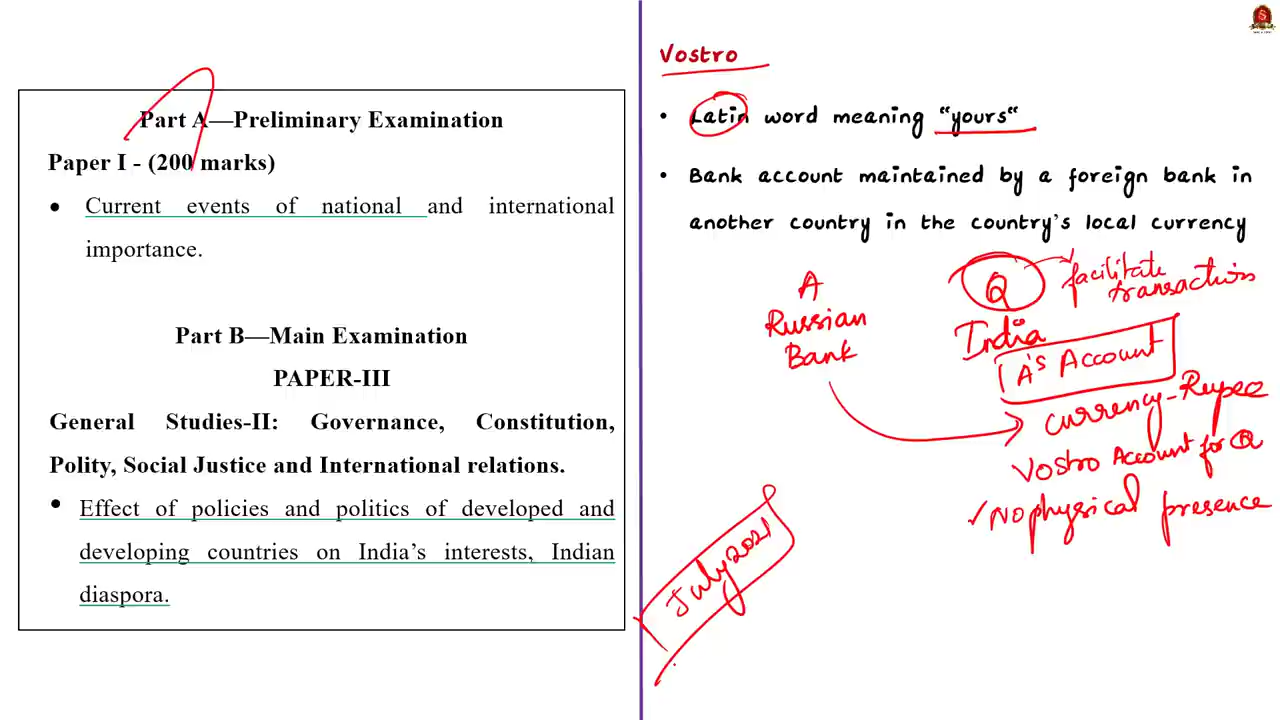 Part A—Preliminary Examination
Paper I - (200 marks)
• Current events of national and international
importance.
Part B—Main Examination
PAPER-III
General Studies-II: Governance, Constitution,
Polity, Social Justice and International relations.
• Effect of policies and politics of developed and
developing countries on India's interests, Indian
diaspora.
Vostro
• Latin word meaning "yours"
• Bank account maintained by a foreign bank in
another country in the country's local currency
A
Russian
Bank
Q
India
facilitate
transactions
A's Account
Currency-Rupee
Vostro Account for Q
✓ No physical presence
July 2021